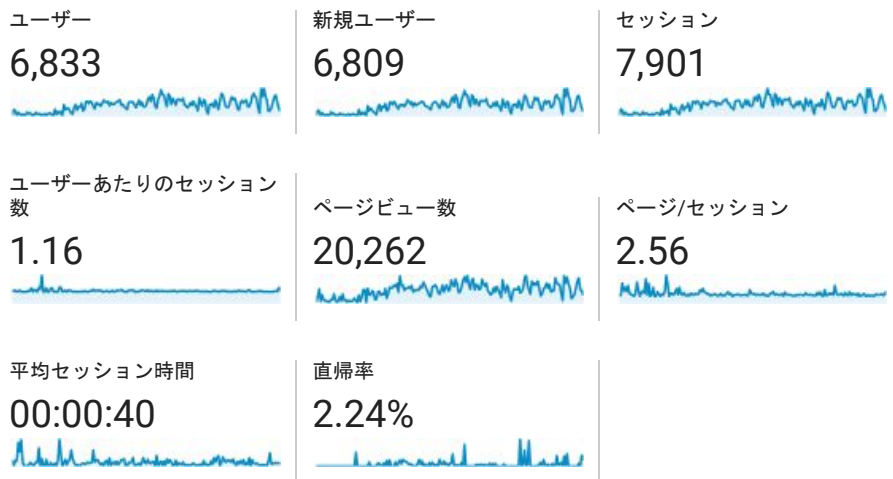 ユーザー
6,833
新規ユーザー
6,809
セッション
7,901
ユーザーあたりのセッション
数
1.16
ページビュー数
20,262
ページ/セッション
2.56
平均セッション時間
00:00:40
直帰率
2.24%